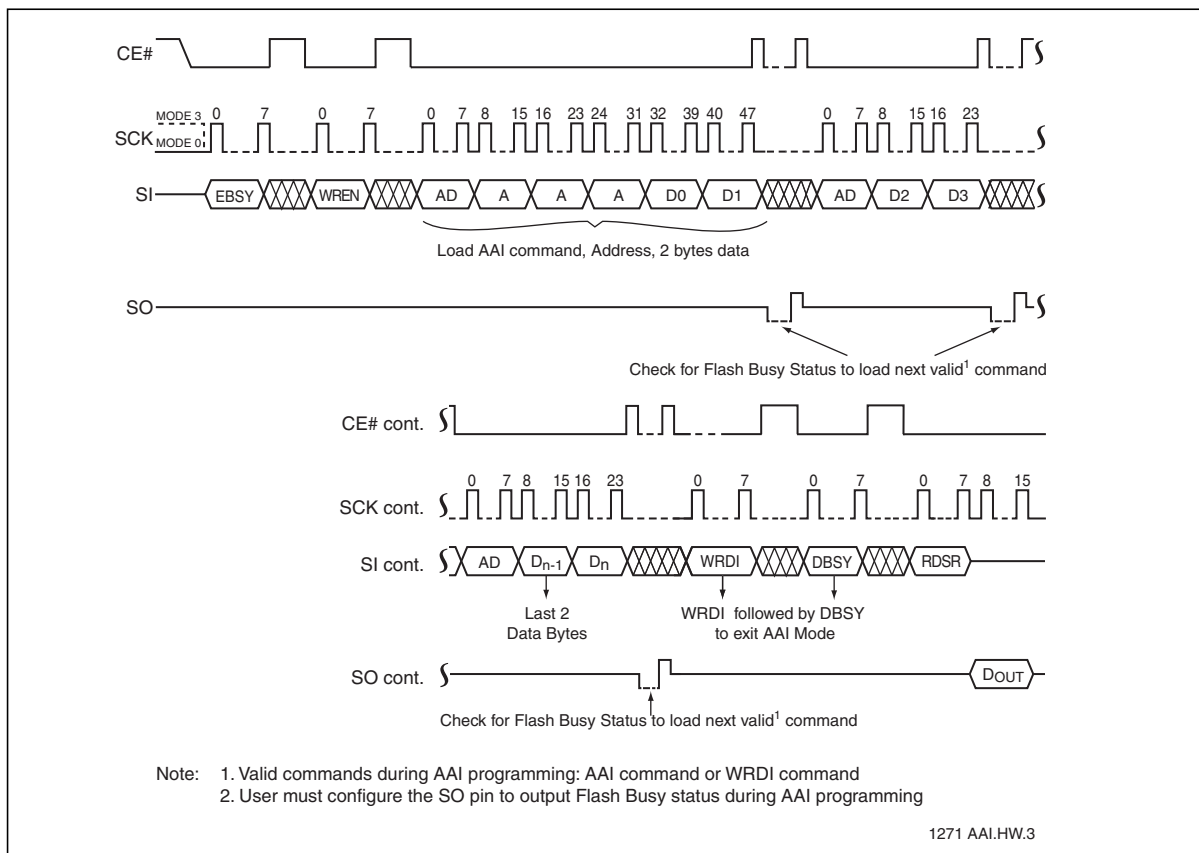 CE#
MODE 3
0 7 0 7 0 7 8 15 16 23 24 31 32 39 40 47 0 7 8 15 16 23
SCK
MODE 0
SI EBSY WREN AD A A A D0 D1 AD D2 D3
Load AAI command, Address, 2 bytes data
SO
Check for Flash Busy Status to load next valid1 command
CE# cont.
0 7 8 15 16 23 0 7 0 7 0 7 8 15
SCK cont.
SI cont. AD Dn-1 Dn WRDI DBSY RDSR
Last 2 WRDI followed by DBSY
Data Bytes to exit AAI Mode
SO cont. DOUT
Check for Flash Busy Status to load next valid1 command
Note: 1. Valid commands during AAI programming: AAI command or WRDI command
2. User must configure the SO pin to output Flash Busy status during AAI programming
1271 AAI.HW.3